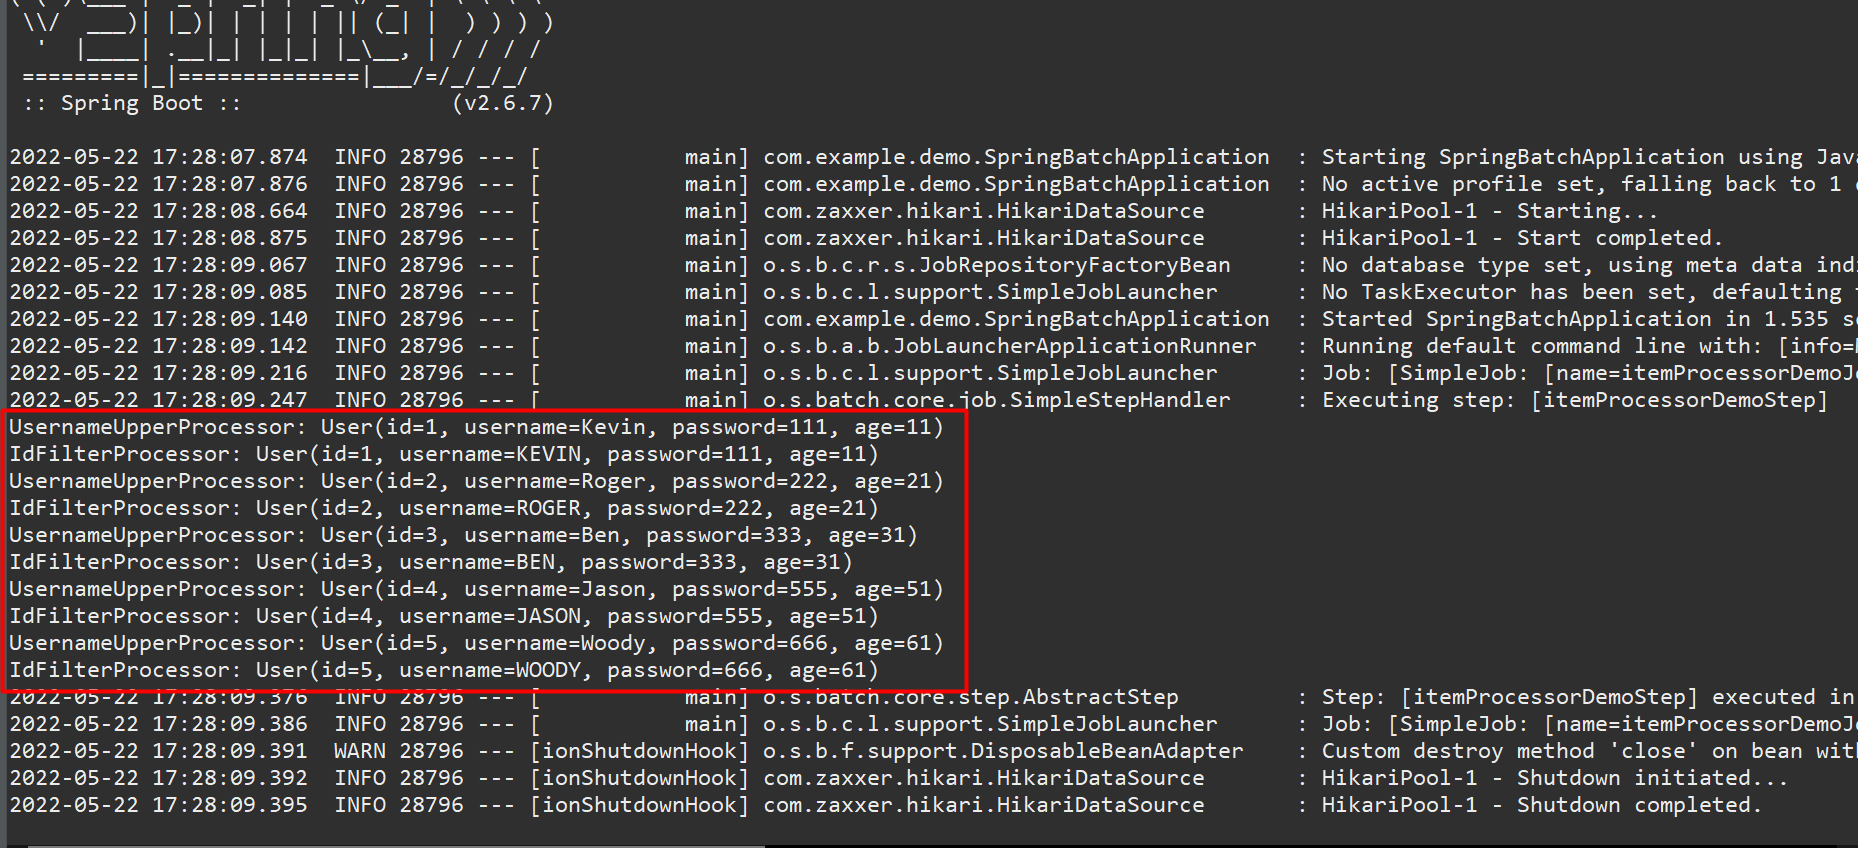 \\/  ___)| |_)| | | | | || (_| |  ) ) ) )
  '  |____| .__|_| |_|_| |_\__, | / / / /
 =========|_|==============|___/=/_/_/_/
 :: Spring Boot ::                (v2.6.7)
2022-05-22 17:28:07.874  INFO 28796 --- [           main] com.example.demo.SpringBatchApplication  : Starting SpringBatchApplication using
2022-05-22 17:28:07.876  INFO 28796 --- [           main] com.example.demo.SpringBatchApplication  : No active profile set, falling back to 1
2022-05-22 17:28:08.664  INFO 28796 --- [           main] com.zaxxer.hikari.HikariDataSource       : HikariPool-1 - Starting...
2022-05-22 17:28:08.875  INFO 28796 --- [           main] com.zaxxer.hikari.HikariDataSource       : HikariPool-1 - Start completed.
2022-05-22 17:28:09.067  INFO 28796 --- [           main] o.s.b.c.r.s.JobRepositoryFactoryBean     : No database type set, using meta data
2022-05-22 17:28:09.085  INFO 28796 --- [           main] o.s.b.c.l.support.SimpleJobLauncher      : No TaskExecutor has been set, defaulting
2022-05-22 17:28:09.140  INFO 28796 --- [           main] com.example.demo.SpringBatchApplication  : Started SpringBatchApplication in 1.535
2022-05-22 17:28:09.142  INFO 28796 --- [           main] o.s.b.a.b.JobLauncherApplicationRunner   : Running default command line with: [info=
2022-05-22 17:28:09.216  INFO 28796 --- [           main] o.s.b.c.l.support.SimpleJobLauncher      : Job: [SimpleJob: [name=itemProcessorDemoJ
2022-05-22 17:28:09.247  INFO 28796 --- [           main] o.s.batch.core.job.SimpleStepHandler     : Executing step: [itemProcessorDemoStep]
UsernameUpperProcessor: User(id=1, username=Kevin, password=111, age=11)
IdFilterProcessor: User(id=1, username=KEVIN, password=111, age=11)
UsernameUpperProcessor: User(id=2, username=Roger, password=222, age=21)
IdFilterProcessor: User(id=2, username=ROGER, password=222, age=21)
UsernameUpperProcessor: User(id=3, username=Ben, password=333, age=31)
IdFilterProcessor: User(id=3, username=BEN, password=333, age=31)
UsernameUpperProcessor: User(id=4, username=Jason, password=555, age=51)
IdFilterProcessor: User(id=4, username=JASON, password=555, age=51)
UsernameUpperProcessor: User(id=5, username=Woody, password=666, age=61)
IdFilterProcessor: User(id=5, username=WOODY, password=666, age=61)
2022-05-22 17:28:09.376  INFO 28796 --- [           main] o.s.batch.core.step.AbstractStep         : Step: [itemProcessorDemoStep] executed in
2022-05-22 17:28:09.386  INFO 28796 --- [           main] o.s.b.c.l.support.SimpleJobLauncher      : Job: [SimpleJob: [name=itemProcessorDemoJ
2022-05-22 17:28:09.391  WARN 28796 --- [ionShutdownHook] o.s.b.f.support.DisposableBeanAdapter    : Custom destroy method 'close' on bean
2022-05-22 17:28:09.392  INFO 28796 --- [ionShutdownHook] com.zaxxer.hikari.HikariDataSource       : HikariPool-1 - Shutdown initiated...
2022-05-22 17:28:09.395  INFO 28796 --- [ionShutdownHook] com.zaxxer.hikari.HikariDataSource       : HikariPool-1 - Shutdown completed.